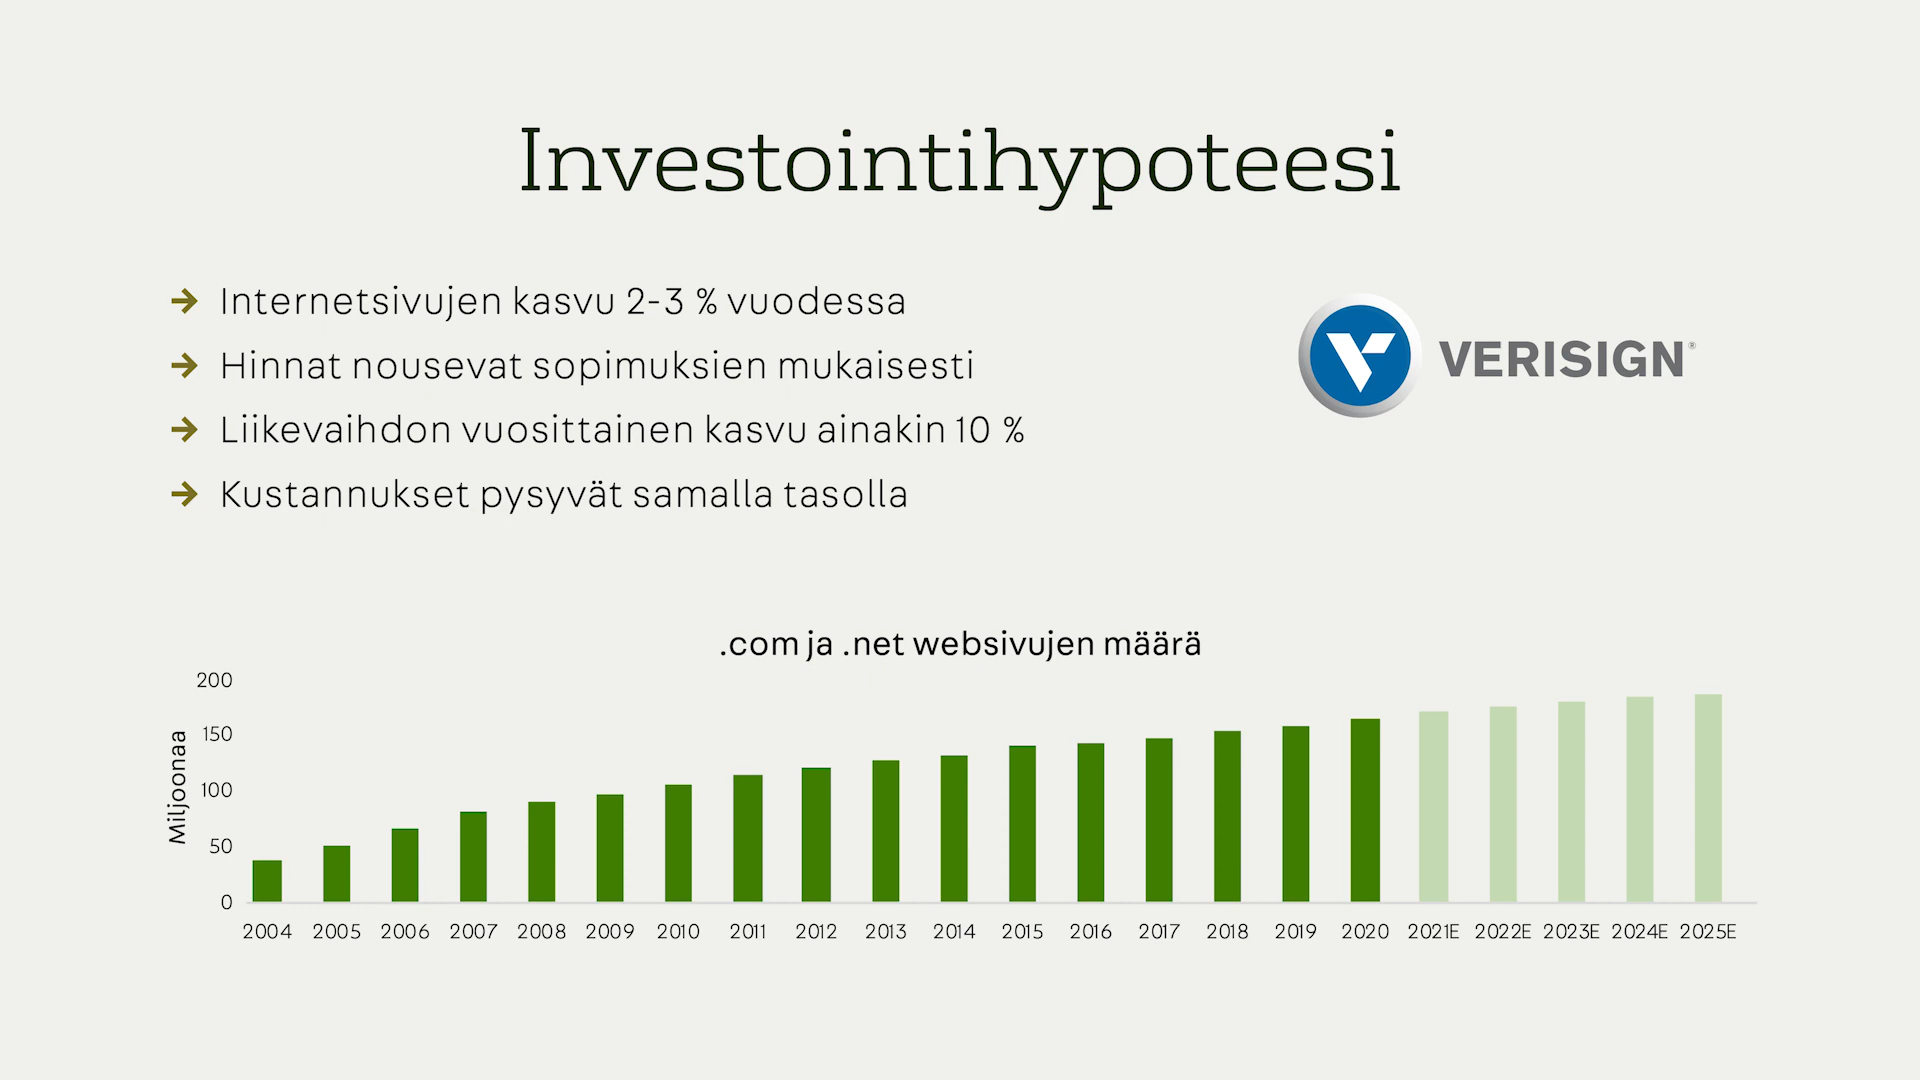 Investointihypoteesi
→ Internetsivujen kasvu 2-3 % vuodessa
→ Hinnat nousevat sopimuksien mukaisesti
→ Liikevaihdon vuosittainen kasvu ainakin 10 %
→ Kustannukset pysyvät samalla tasolla
VERISIGN®
.com ja .net websivujen määrä
Miljoonaa
200
150
100
50
0
2004 2005 2006 2007 2008 2009 2010 2011 2012 2013 2014 2015 2016 2017 2018 2019 2020 2021E 2022E 2023E 2024E 2025E